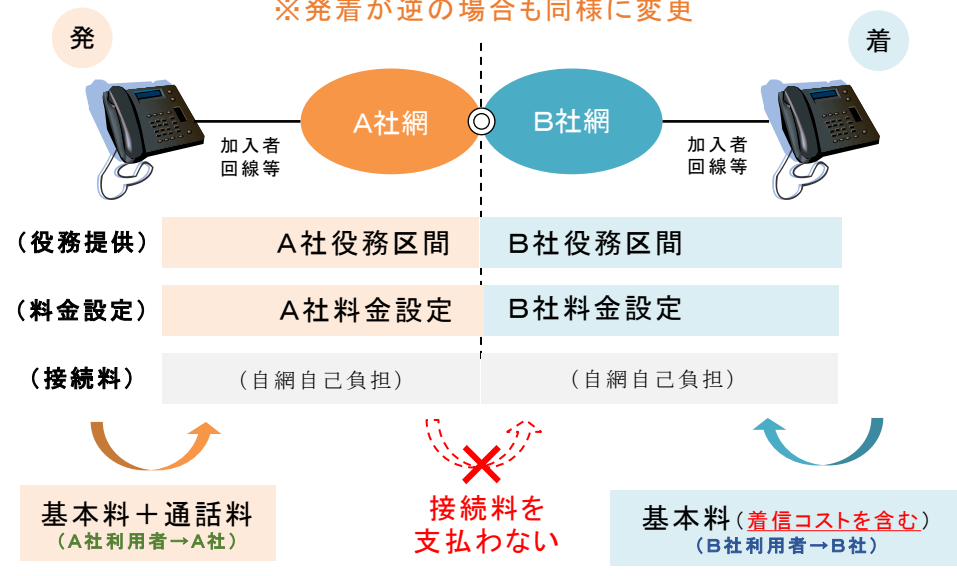 ※発着が逆の場合も同様に変更
発
着
A社網
B社網
加入者
回線等
加入者
回線等
(役務提供)
A社役務区間
B社役務区間
(料金設定)
A社料金設定
B社料金設定
(接続料)
(自網自己負担)
(自網自己負担)
基本料+通話料
(A社利用者→A社)
接続料を
支払わない
基本料(着信コストを含む)
(B社利用者→B社)